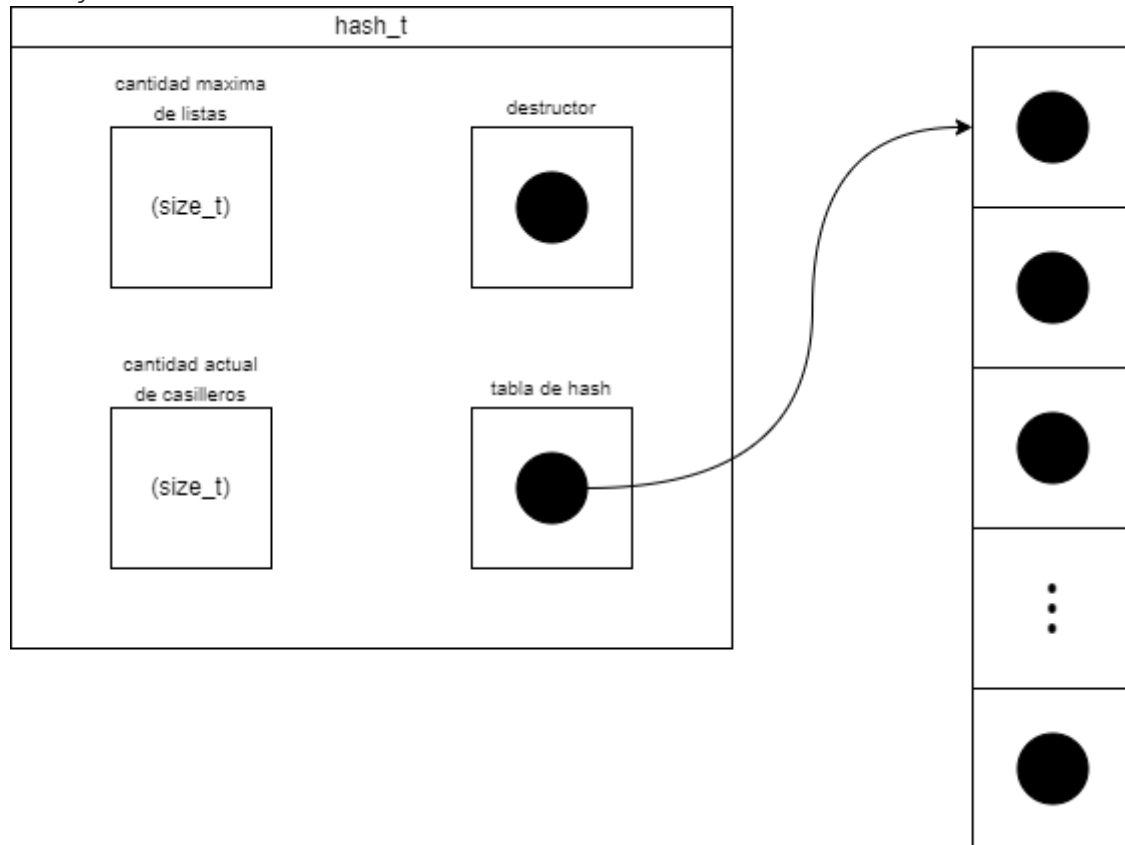 hash_t
cantidad maxima
de listas
destructor
(size_t)
cantidad actual
de casilleros
tabla de hash
(size_t)